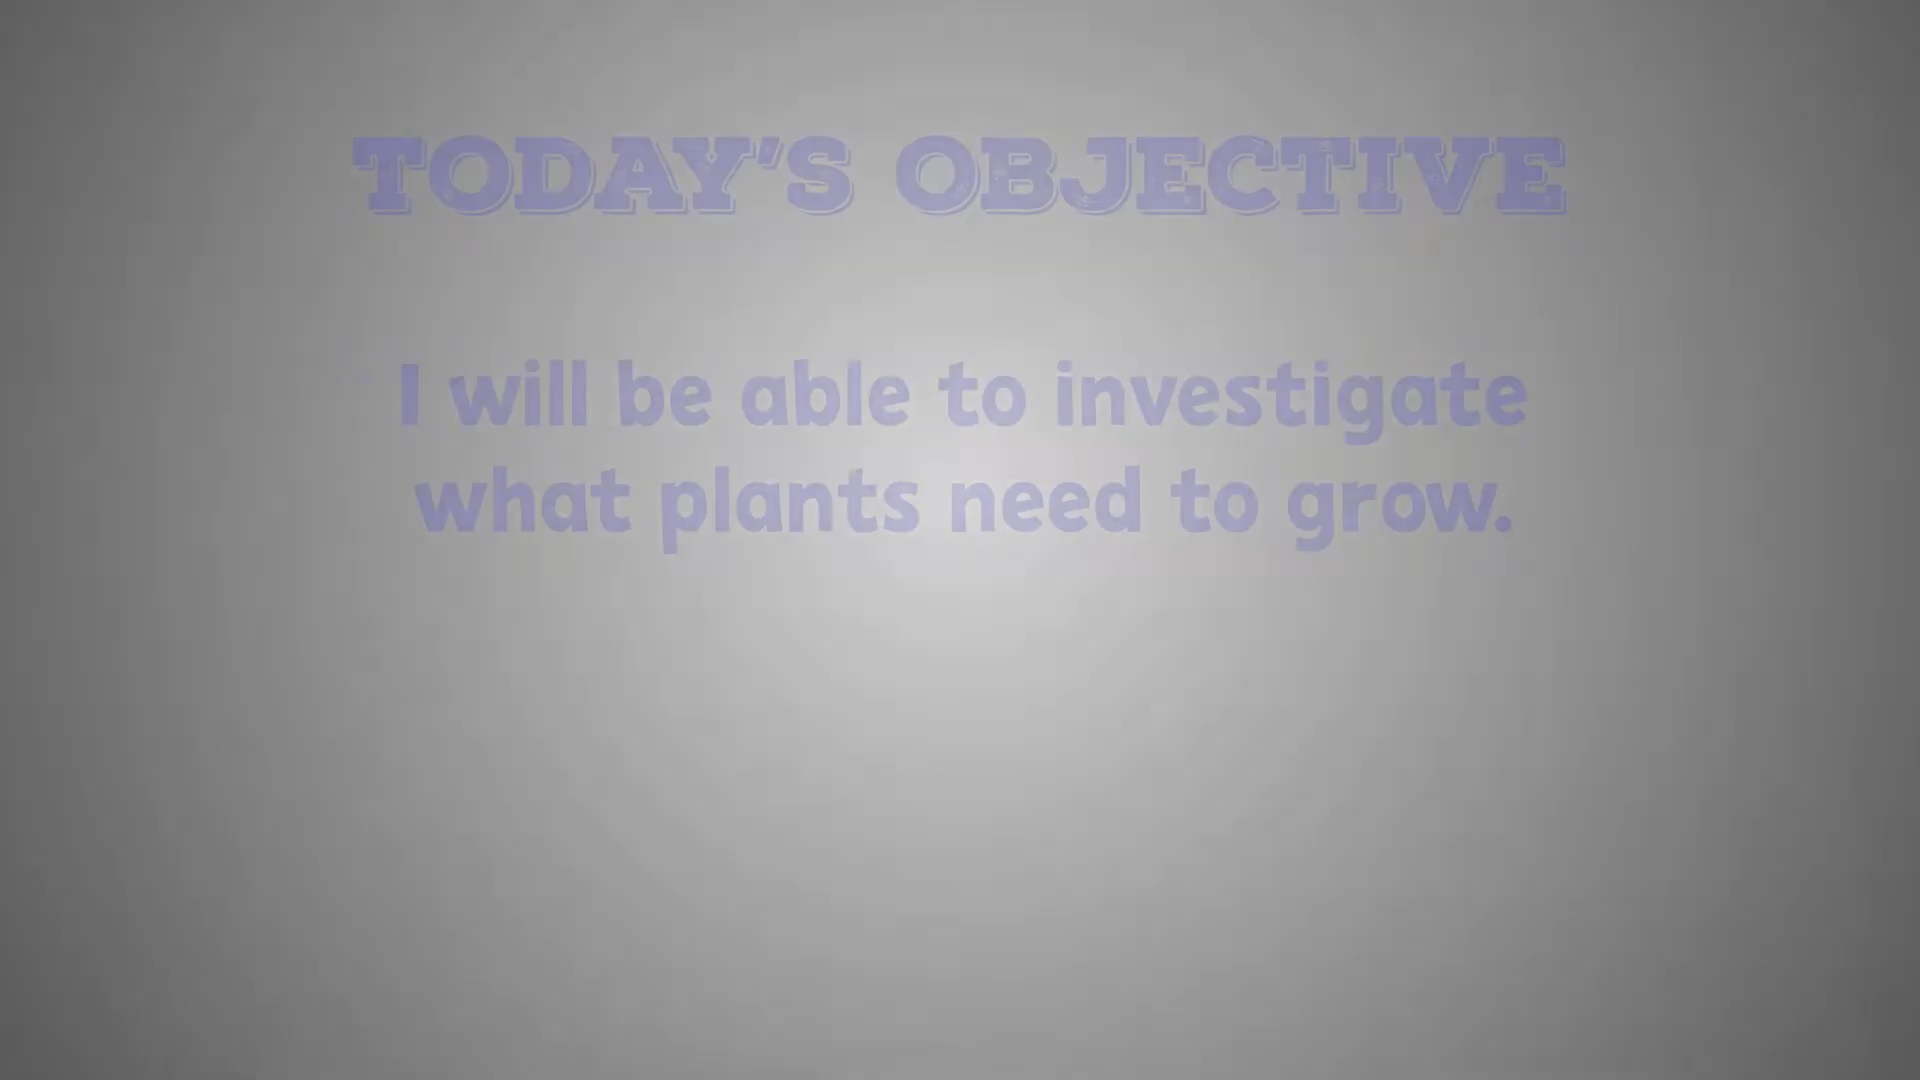 TODAY'S OBJECTIVE
I will be able to investigate
what plants need to grow.